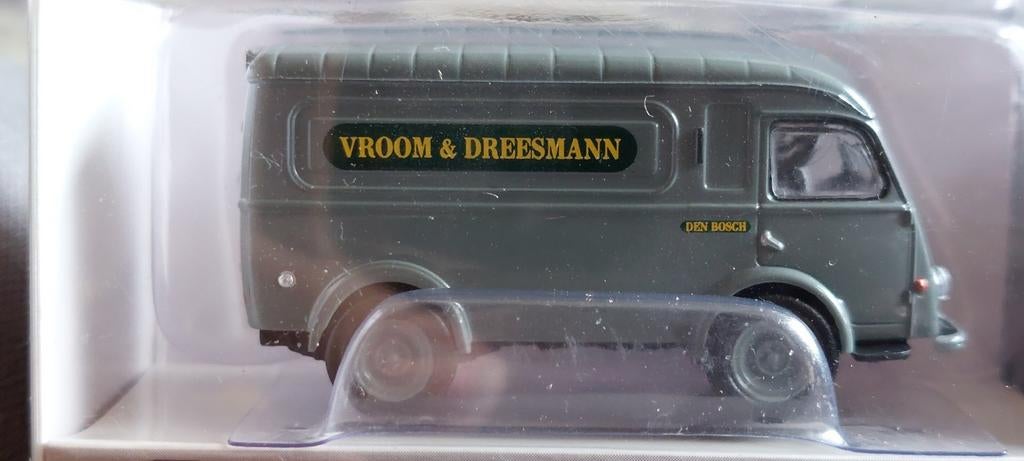 VROOM & DREESMANN
DEN BOSCH